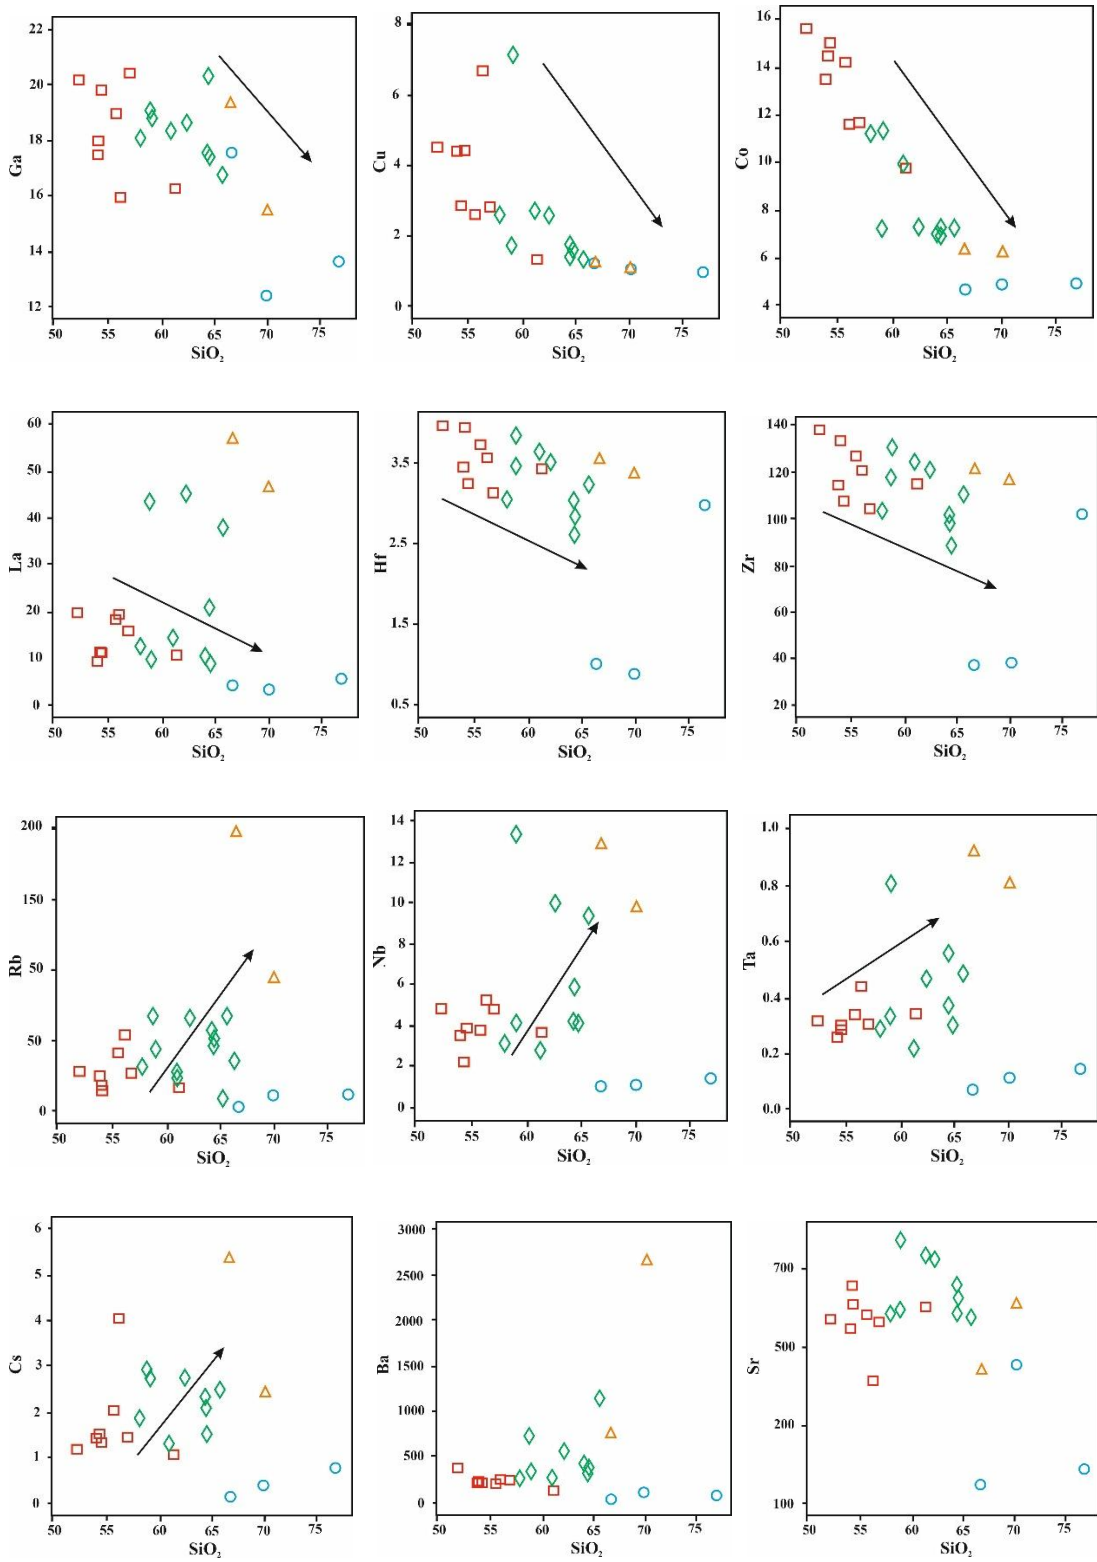 22
20
18
16
14
12
Ga
50 55 60 65 70 75
SiO₂
8
6
4
2
0
Cu
50 55 60 65 70 75
SiO₂
16
14
12
10
8
6
4
Co
50 55 60 65 70 75
SiO₂
60
50
40
30
20
10
0
La
50 55 60 65 70 75
SiO₂
3.5
2.5
1.5
0.5
Hf
50 55 60 65 70 75
SiO₂
140
120
100
80
60
40
20
Zr
50 55 60 65 70 75
SiO₂
200
150
50
50
0
Rb
50 55 60 65 70 75
SiO₂
14
12
10
8
6
4
2
0
Nb
50 55 60 65 70 75
SiO₂
1.0
0.8
0.6
0.4
0.2
0.0
Ta
50 55 60 65 70 75
SiO₂
6
5
4
3
2
1
0
Cs
50 55 60 65 70 75
SiO₂
3000
2500
1500
1000
500
0
Ba
50 55 60 65 70 75
SiO₂
700
500
200
100
Sr
50 55 60 65 70 75
SiO₂